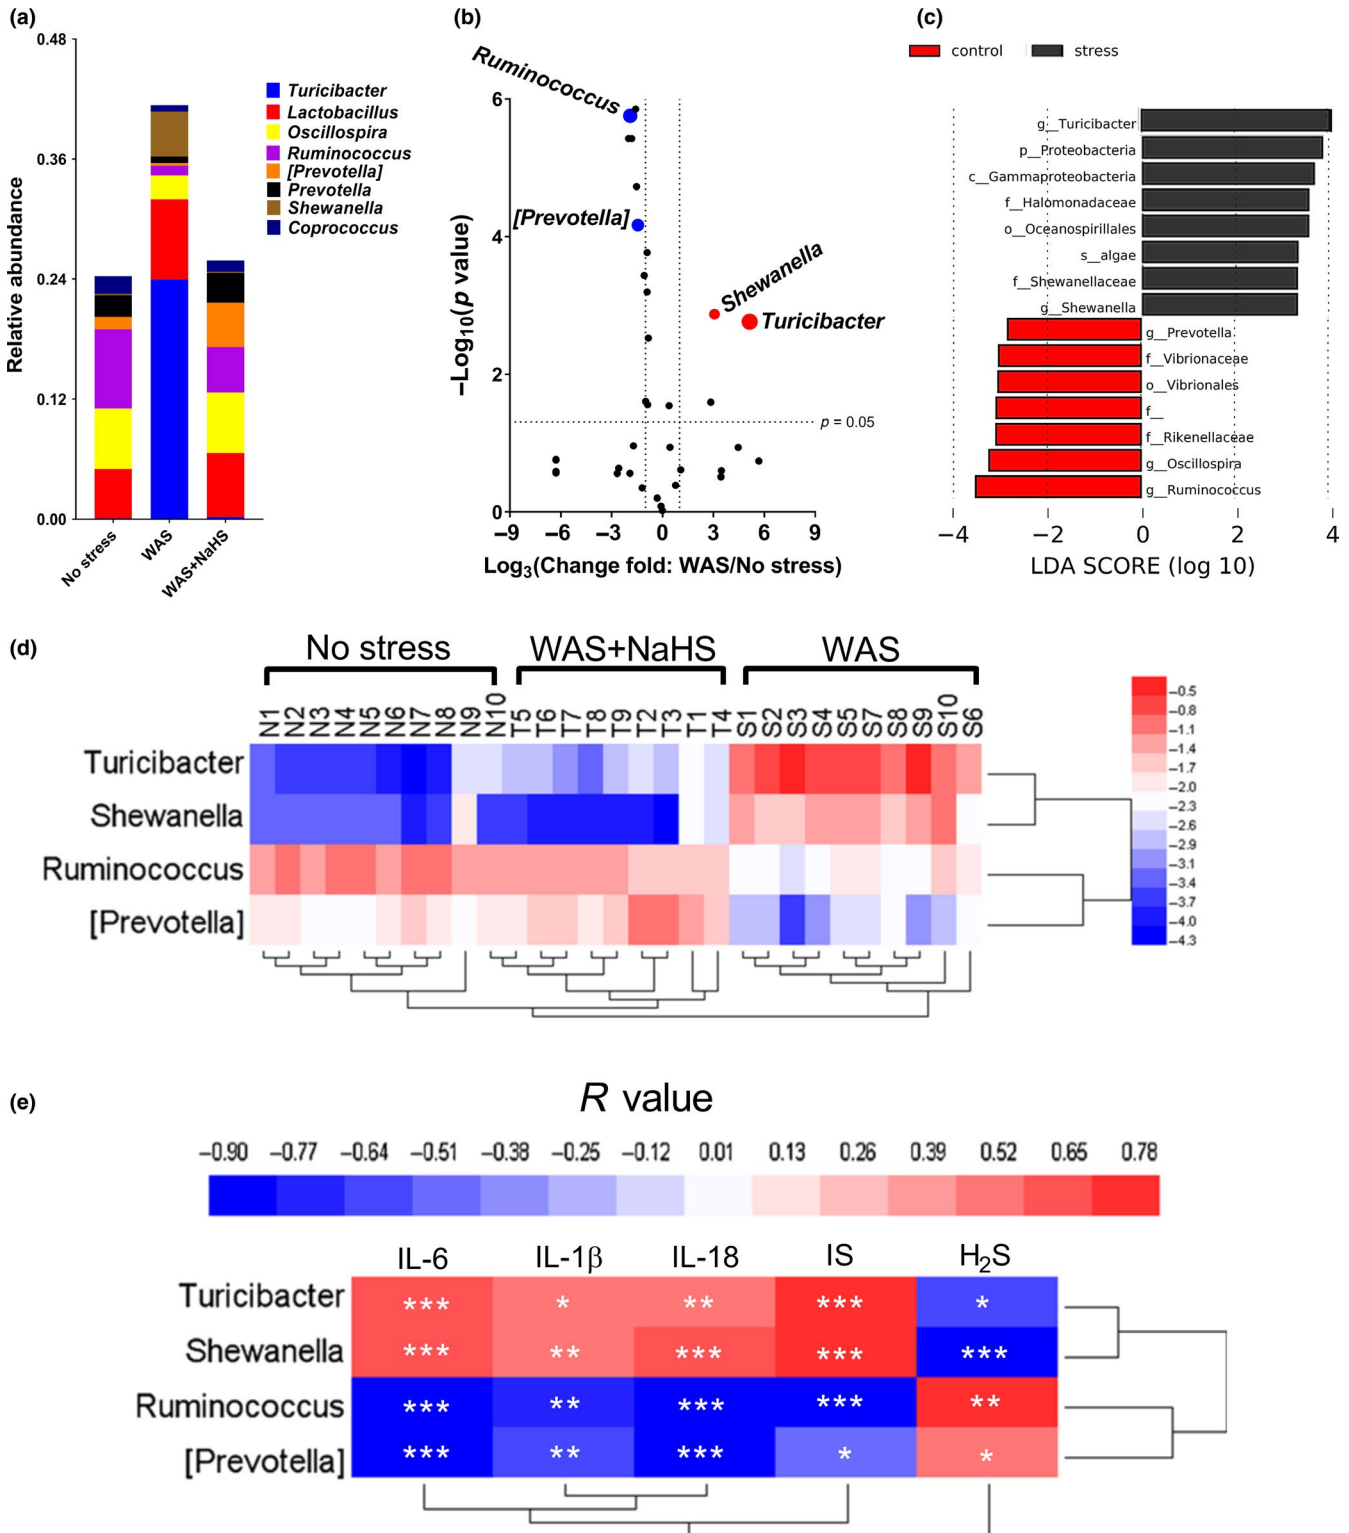 (a)
0.48
0.36
0.24
0.12
0.00
Relative abundance
No stress
WAS
WAS+NaHS
Turicibacter
Lactobacillus
Oscillospira
Ruminococcus
[Prevotella]
Prevotella
Shewanella
Coprococcus
(b)
Ruminococcus
[Prevotella]
Shewanella
Turicibacter
p = 0.05
6
4
2
0
−Log10(p value)
−9 −6 −3 0 3 6 9
Log3(Change fold: WAS/No stress)
(c)
control stress
g__Turicibacter
p__Proteobacteria
c__Gammaproteobacteria
f__Halomonadaceae
o__Oceanospirillales
s__algae
f__Shewanellaceae
g__Shewanella
g__Prevotella
f__Vibrionaceae
o__Vibrionales
f__
f__Rikenellaceae
g__Oscillospira
g__Ruminococcus
−4 −2 0 2 4
LDA SCORE (log 10)
(d)
No stress WAS+NaHS WAS
N1 N2 N3 N4 N5 N6 N7 N8 N9 N10 T5 T6 T7 T8 T9 T2 T3 T1 T4 S1 S2 S3 S4 S5 S7 S8 S9 S10 S6
Turicibacter
Shewanella
Ruminococcus
[Prevotella]
−0.5
−0.8
−1.1
−1.4
−1.7
−2.0
−2.3
−2.6
−2.9
−3.1
−3.4
−3.7
−4.0
−4.3
(e)
R value
−0.90 −0.77 −0.64 −0.51 −0.38 −0.25 −0.12 0.01 0.13 0.26 0.39 0.52 0.65 0.78
IL-6 IL-1β IL-18 IS H2S
Turicibacter *** * ** *** *
Shewanella *** ** *** *** ***
Ruminococcus *** ** *** *** **
[Prevotella] *** ** *** * *